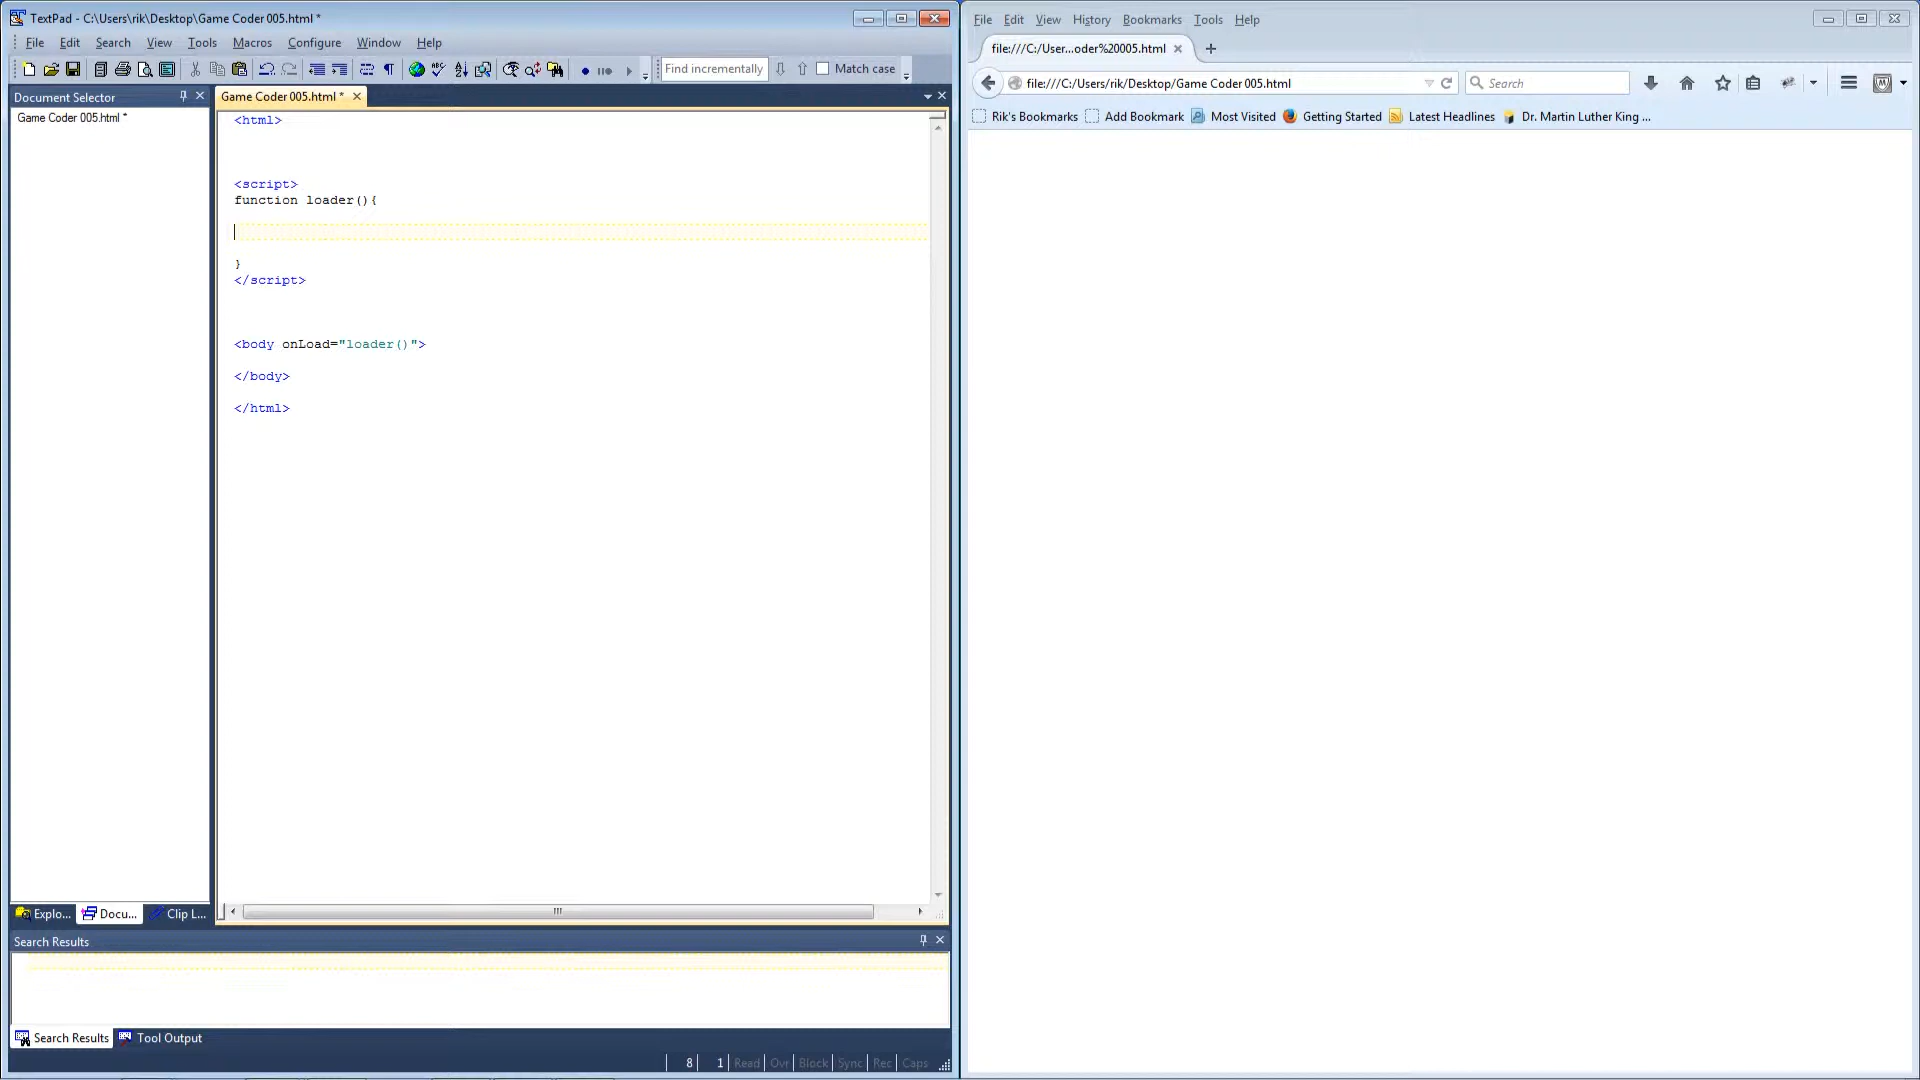 TextPad - C:\Users\rik\Desktop\Game Coder 005.html *
File Edit Search View Tools Macros Configure Window Help
Find incrementally Match case
Document Selector
Game Coder 005.html *
Game Coder 005.html *
<html>
<script>
function loader(){
}
</script>
<body onLoad="loader()">
</body>
</html>
Explo... Docu... Clip L...
Search Results
Search Results Tool Output
8 1 Read Ovr Block Sync Rec Caps
File Edit View History Bookmarks Tools Help
file:///C:/User...oder%20005.html
file:///C:/Users/rik/Desktop/Game Coder 005.html Search
Rik's Bookmarks Add Bookmark Most Visited Getting Started Latest Headlines Dr. Martin Luther King ...